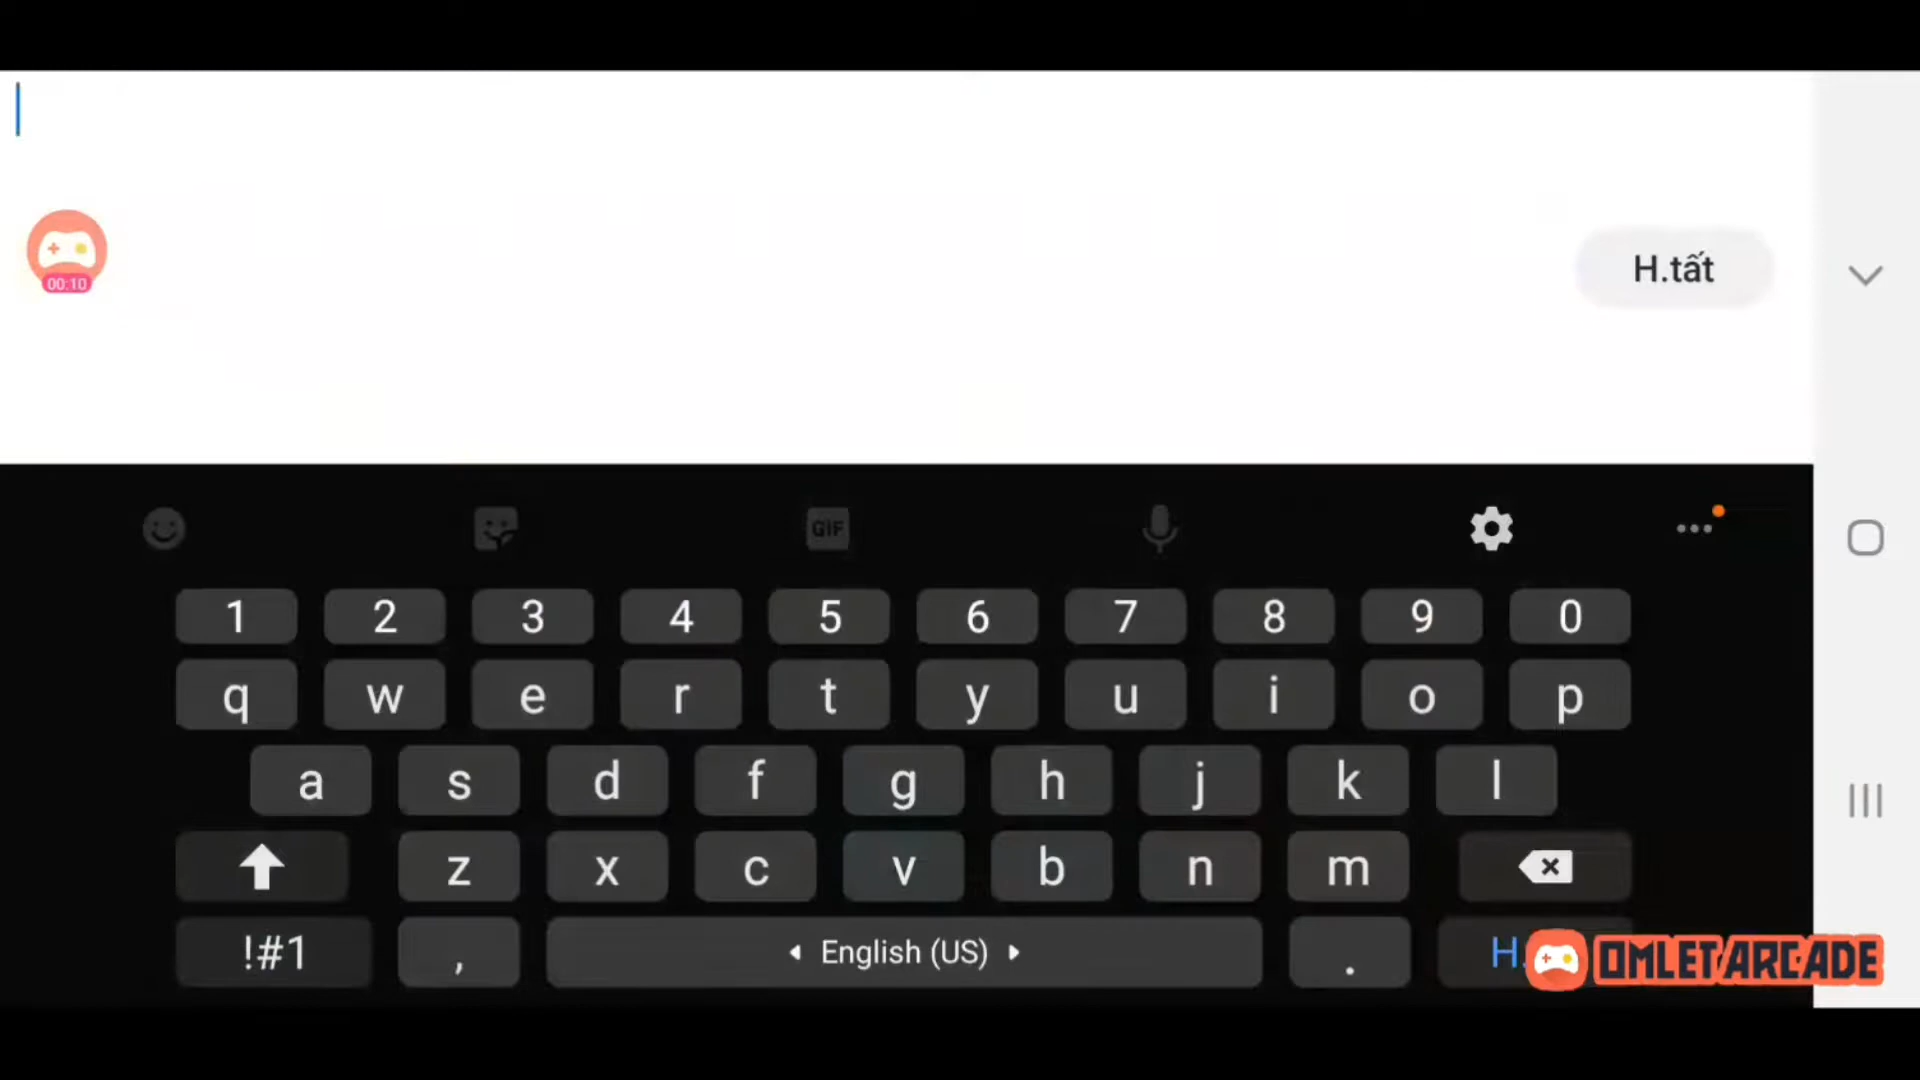 00:10
H.tất
GIF
1 2 3 4 5 6 7 8 9 0
q w e r t y u i o p
a s d f g h j k l
z x c v b n m
!#1 , English (US) . H.
OMLET ARCADE